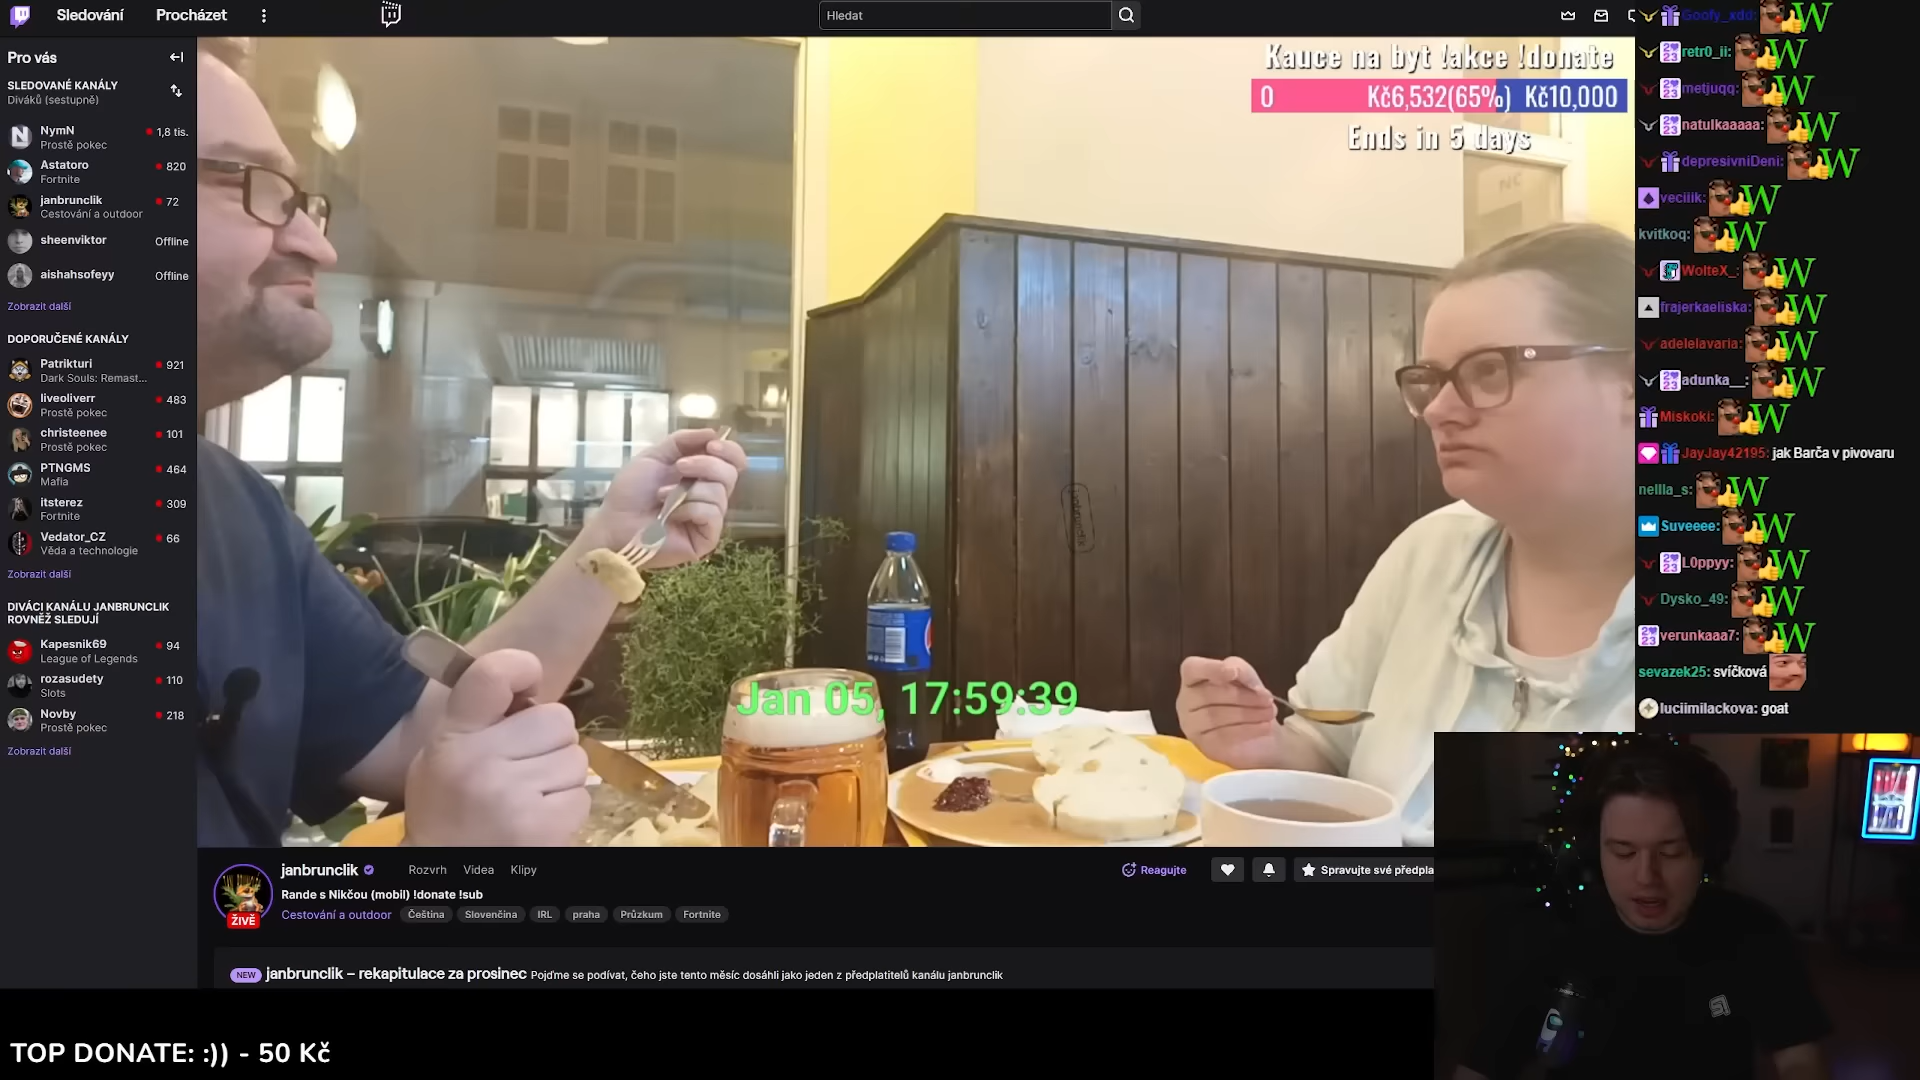 Sledování
Procházet
Hledat
Pro vás
SLEDOVANÉ KANÁLY
Diváků (sestupně)
NymN
1,8 tis.
Prostě pokec
Astatoro
820
Fortnite
janbrunclik
72
Cestování a outdoor
sheenviktor
Offline
aishahsofeyy
Offline
Zobrazit další
DOPORUČENÉ KANÁLY
Patrikturi
921
Dark Souls: Remast...
liveoliverr
483
Prostě pokec
christeenee
101
Prostě pokec
PTNGMS
464
Mafia
itsterez
309
Fortnite
Vedator_CZ
66
Věda a technologie
Zobrazit další
DIVÁCI KANÁLU JANBRUNCLIK
ROVNĚŽ SLEDUJÍ
Kapesnik69
94
League of Legends
rozasudety
110
Slots
Novby
218
Prostě pokec
Zobrazit další
Kauce na byt !akce !donate
0 Kč6,532(65%) Kč10,000
Ends in 5 days
Jan 05, 17:59:39
janbrunclik
Rozvrh
Videa
Klipy
Reagujte
Spravujte své předpla
ŽIVĚ
Rande s Nikčou (mobil) !donate !sub
Cestování a outdoor
Čeština
Slovenčina
IRL
praha
Průzkum
Fortnite
NEW janbrunclik – rekapitulace za prosinec Pojďme se podívat, čeho jste tento měsíc dosáhli jako jeden z předplatitelů kanálu janbrunclik
Goofy_xdd: W
retr0_ii: W
metjuqq: W
natulkaaaaa: W
depresivniDeni: W
veciiik: W
kvitkoq: W
WolteX_: W
frajerkaeliska: W
adelelavaria: W
adunka__: W
Miskoki: W
JayJay42195: jak Barča v pivovaru
nellla_s: W
Suveeee: W
L0ppyy: W
Dysko_49: W
verunkaaa7: W
sevazek25: svíčková
luciimilackova: goat
TOP DONATE: :)) - 50 Kč